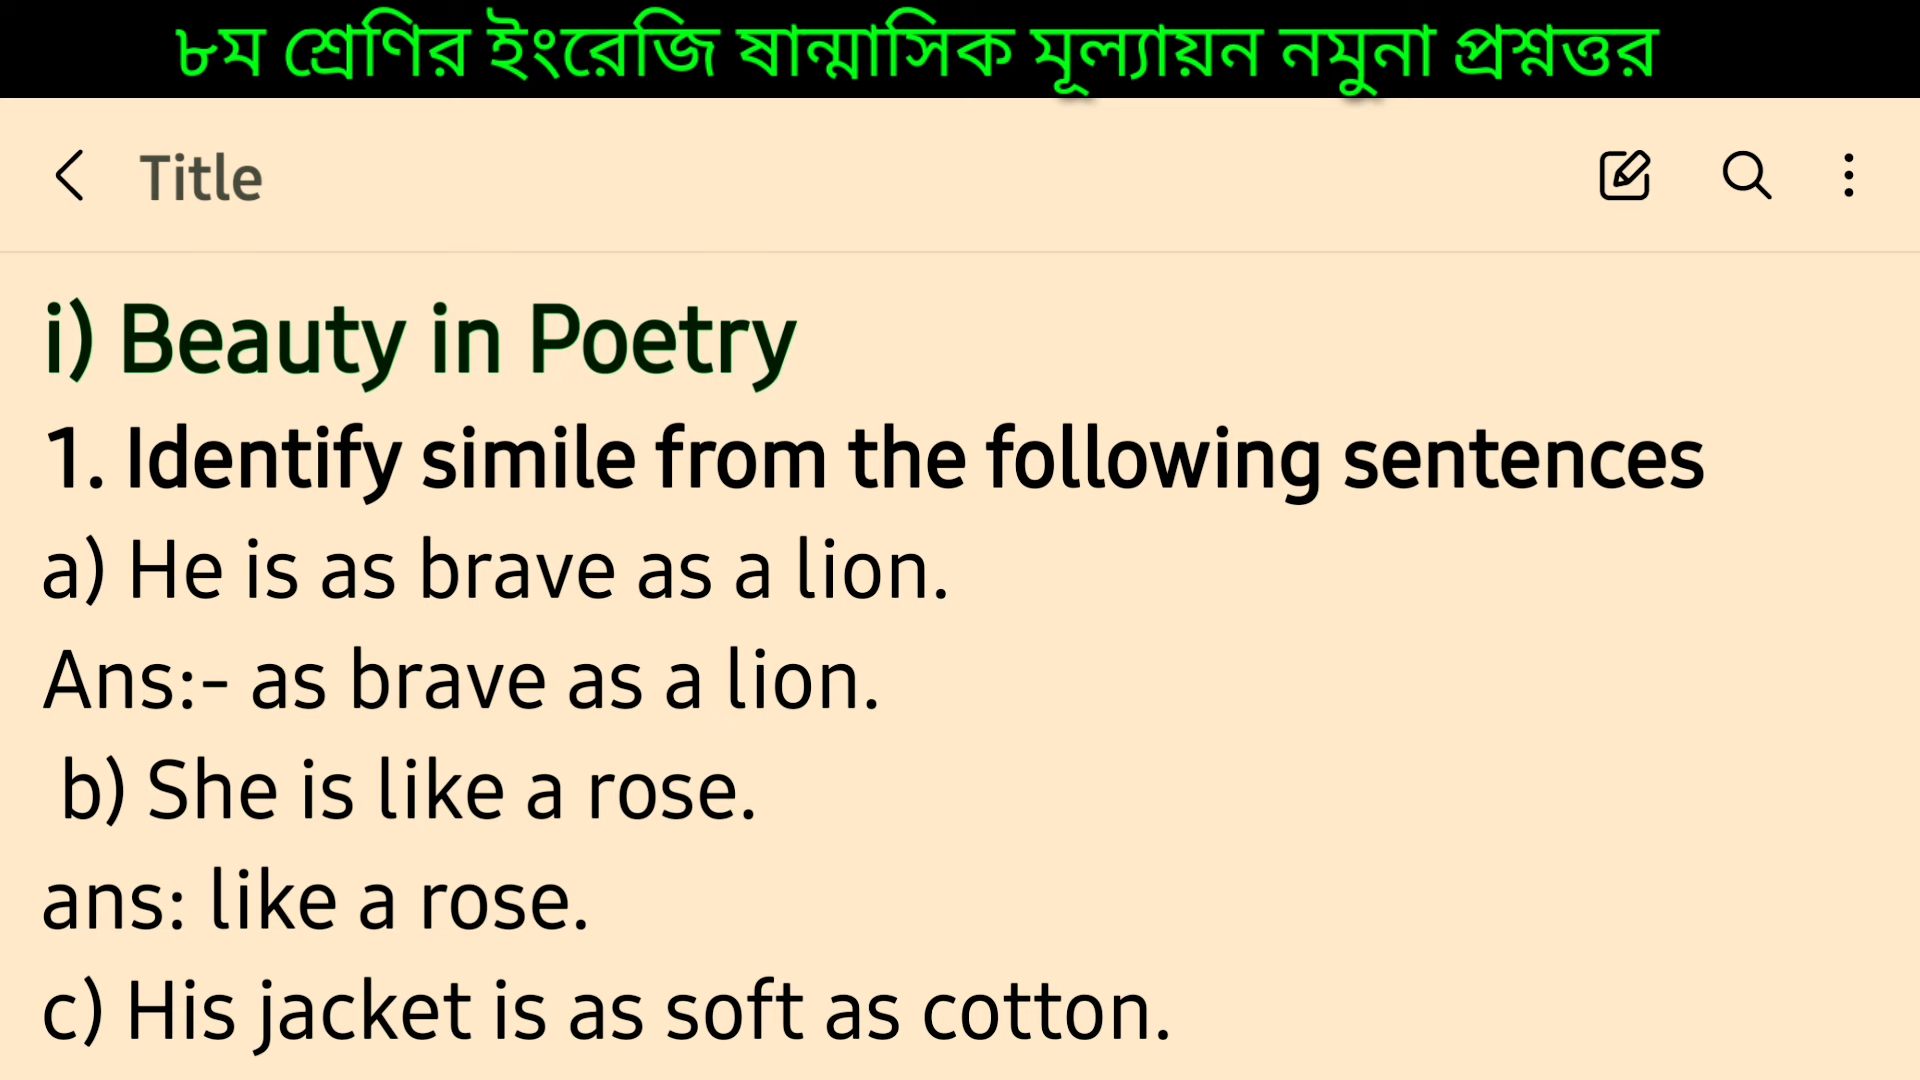 ৮ম শ্রেণির ইংরেজি ষান্মাসিক মূল্যায়ন নমুনা প্রশ্নত্তর
Title
i) Beauty in Poetry
1. Identify simile from the following sentences
a) He is as brave as a lion.
Ans:- as brave as a lion.
b) She is like a rose.
ans: like a rose.
c) His jacket is as soft as cotton.